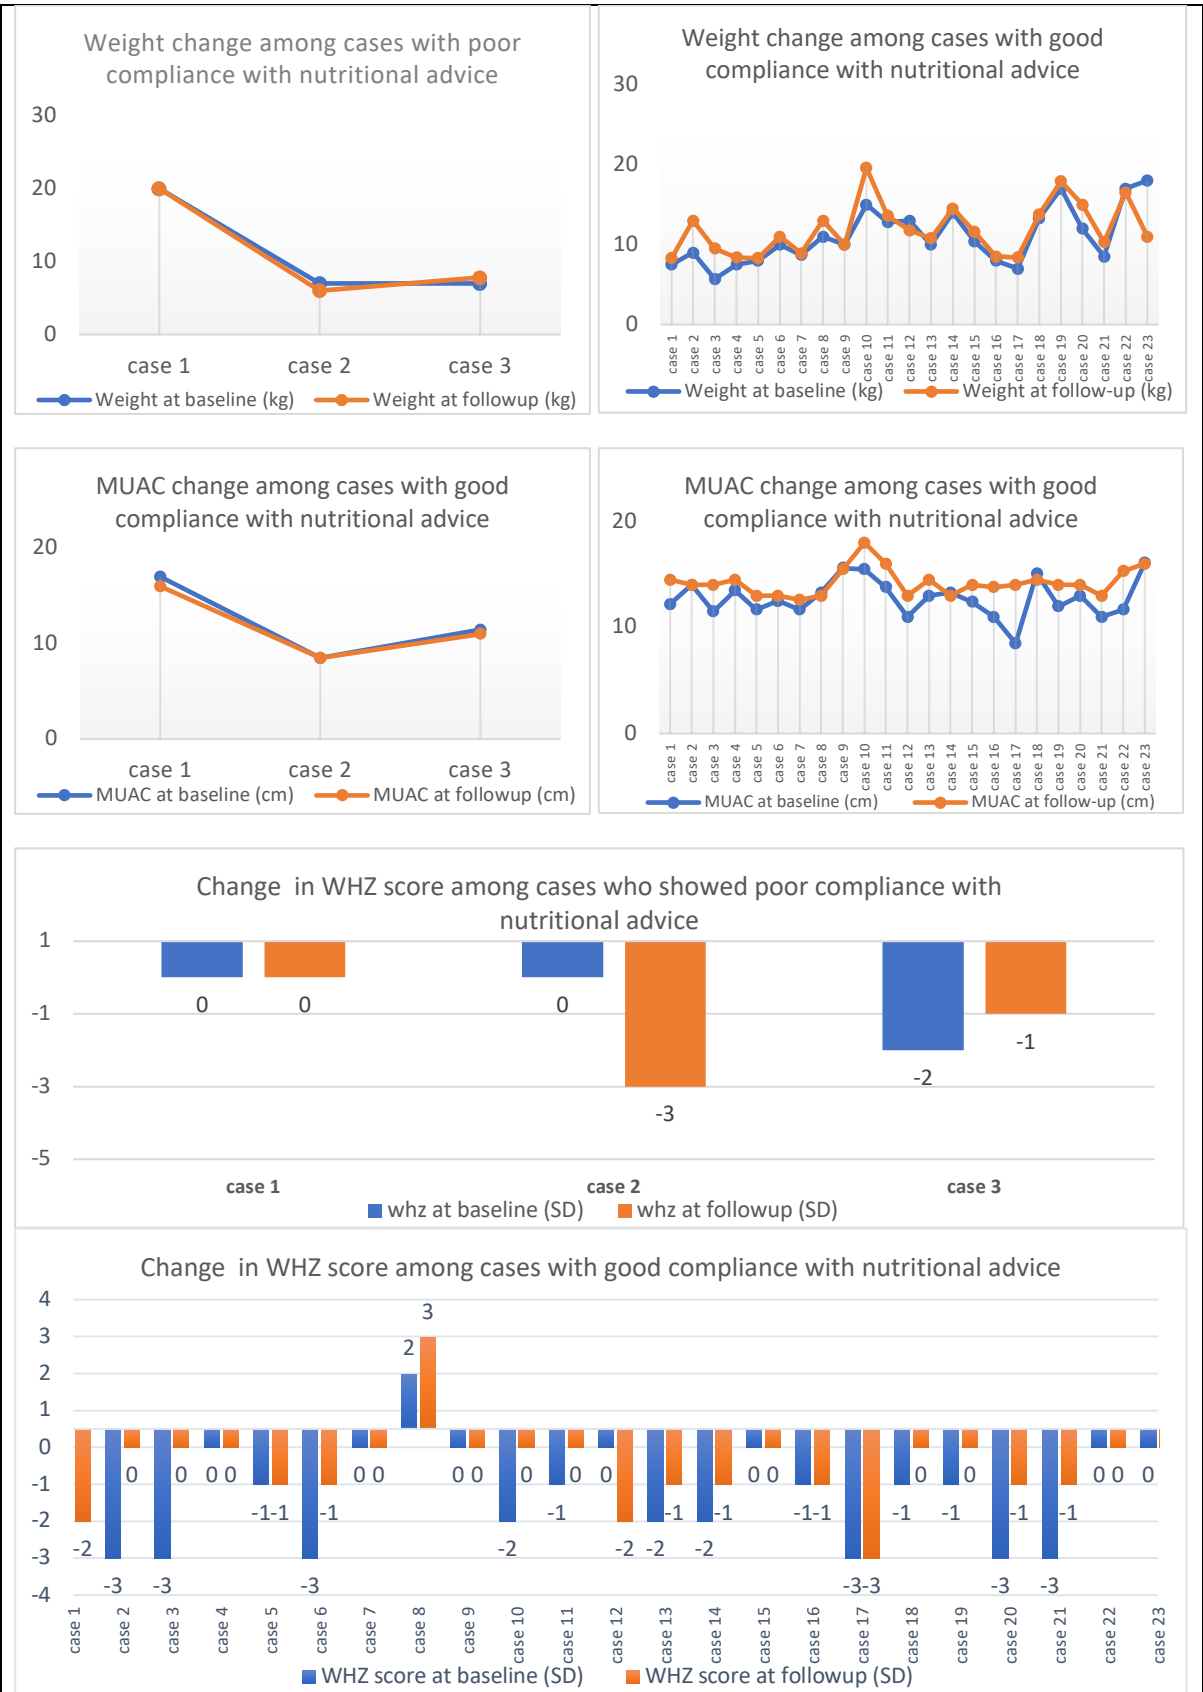 Weight change among cases with poor
compliance with nutritional advice
30
20
10
0
case 1 case 2 case 3
Weight at baseline (kg) Weight at followup (kg)
Weight change among cases with good
compliance with nutritional advice
30
20
10
0
case 1 case 2 case 3 case 4 case 5 case 6 case 7 case 8 case 9 case 10 case 11 case 12 case 13 case 14 case 15 case 16 case 17 case 18 case 19 case 20 case 21 case 22 case 23
Weight at baseline (kg) Weight at follow-up (kg)
MUAC change among cases with good
compliance with nutritional advice
20
10
0
case 1 case 2 case 3
MUAC at baseline (cm) MUAC at followup (cm)
MUAC change among cases with good
compliance with nutritional advice
20
10
0
case 1 case 2 case 3 case 4 case 5 case 6 case 7 case 8 case 9 case 10 case 11 case 12 case 13 case 14 case 15 case 16 case 17 case 18 case 19 case 20 case 21 case 22 case 23
MUAC at baseline (cm) MUAC at follow-up (cm)
Change in WHZ score among cases who showed poor compliance with
nutritional advice
1
0 0 0
-1
-1
-2
-3
-3
-5
case 1 case 2 case 3
whz at baseline (SD) whz at followup (SD)
Change in WHZ score among cases with good compliance with nutritional advice
4
3
3
2
2
1
0
0 0 0 0 0 0 0 0 0 0 0 0 0 0 0 0 0 0 0 0
-1
-1 -1 -1 -1 -1 -1 -1 -1 -1 -1 -1 -1
-2
-2 -2 -2 -2 -2
-3
-3 -3 -3 -3 -3 -3 -3
-4
case 1 case 2 case 3 case 4 case 5 case 6 case 7 case 8 case 9 case 10 case 11 case 12 case 13 case 14 case 15 case 16 case 17 case 18 case 19 case 20 case 21 case 22 case 23
WHZ score at baseline (SD) WHZ score at followup (SD)